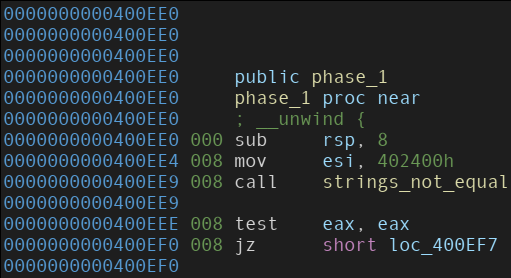 0000000000400EE0
0000000000400EE0
0000000000400EE0
0000000000400EE0 public phase_1
0000000000400EE0 phase_1 proc near
0000000000400EE0 ; __unwind {
0000000000400EE0 000 sub rsp, 8
0000000000400EE4 008 mov esi, 402400h
0000000000400EE9 008 call strings_not_equal
0000000000400EE9
0000000000400EEE 008 test eax, eax
0000000000400EF0 008 jz short loc_400EF7
0000000000400EF0